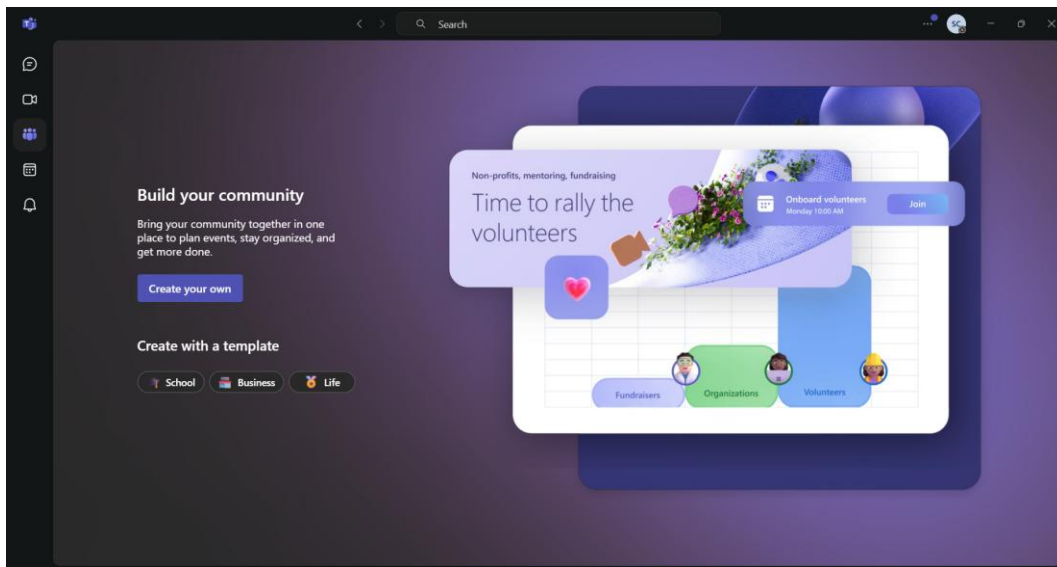 Search
SC
Build your community
Bring your community together in one
place to plan events, stay organized, and
get more done.
Create your own
Create with a template
School
Business
Life
Non-profits, mentoring, fundraising
Time to rally the
volunteers
Onboard volunteers
Monday 10:00 AM
Join
Fundraisers
Organizations
Volunteers